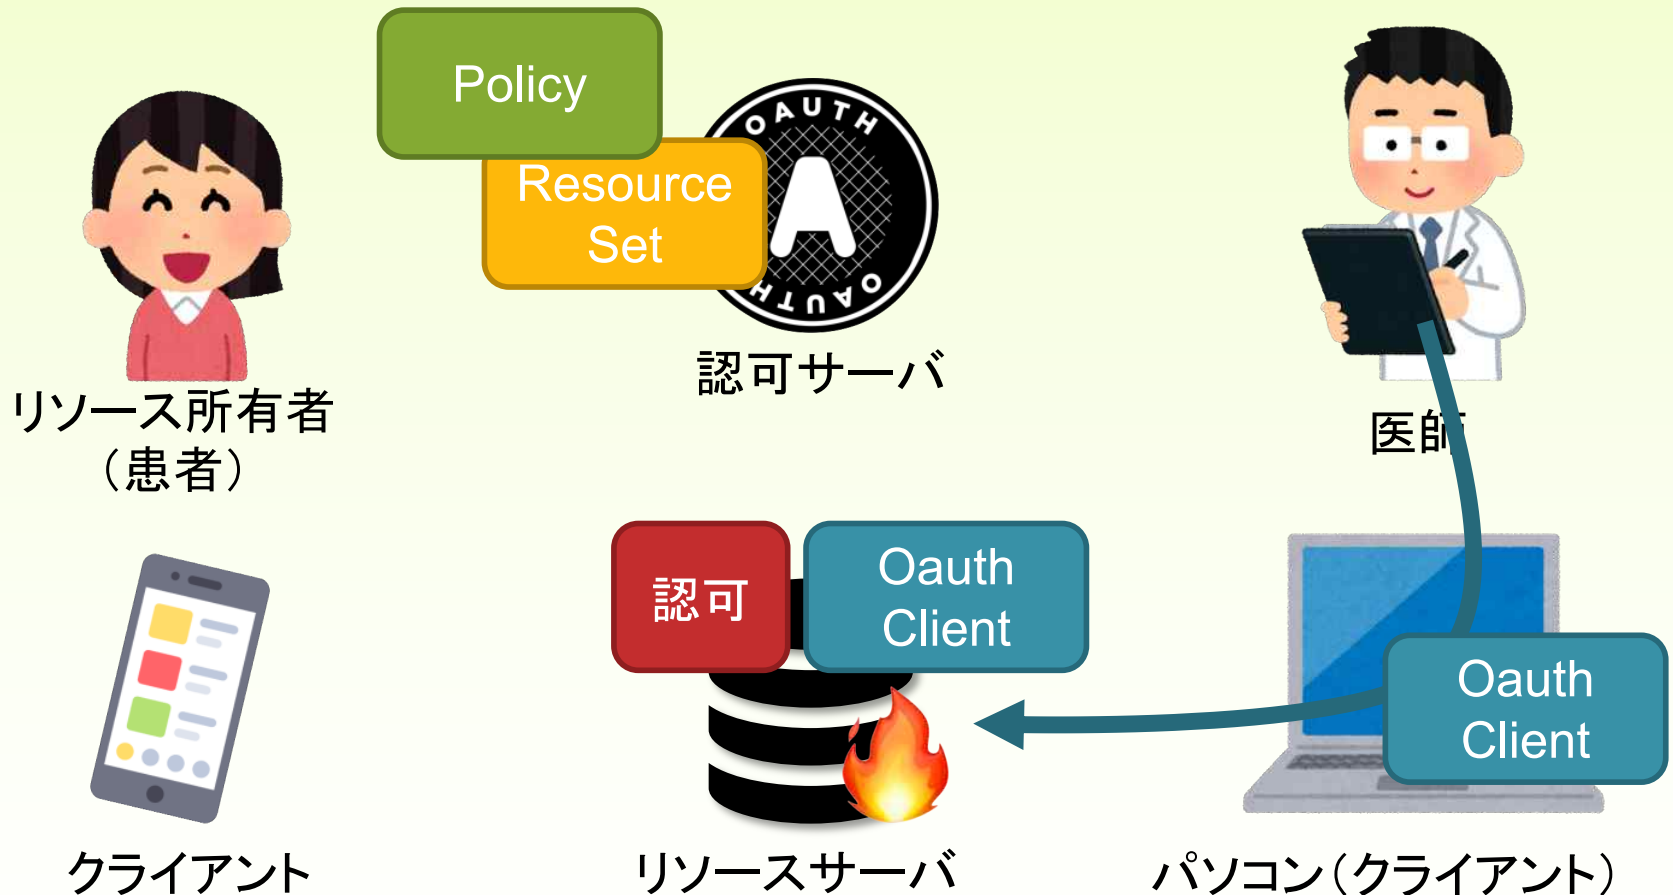 Policy
Resource
Set
OAUTH
OAUTH
認可サーバ
リソース所有者
（患者）
医師
認可
Oauth
Client
Oauth
Client
クライアント
リソースサーバ
パソコン（クライアント）